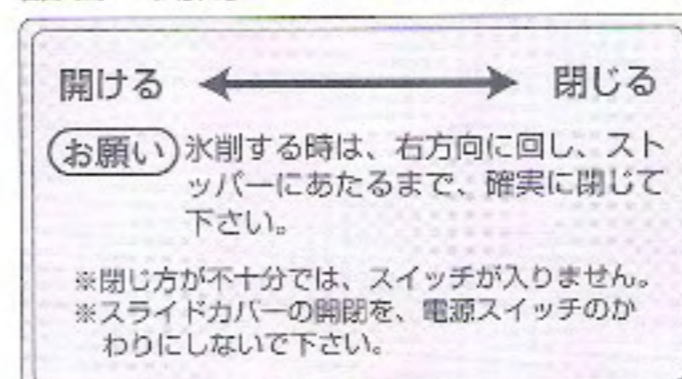 開ける ⟷ 閉じる
お願い 氷削する時は、右方向に回し、スト
ッパーにあたるまで、確実に閉じて
下さい。
※閉じ方が不十分では、スイッチが入りません。
※スライドカバーの開閉を、電源スイッチのか
わりにしないで下さい。